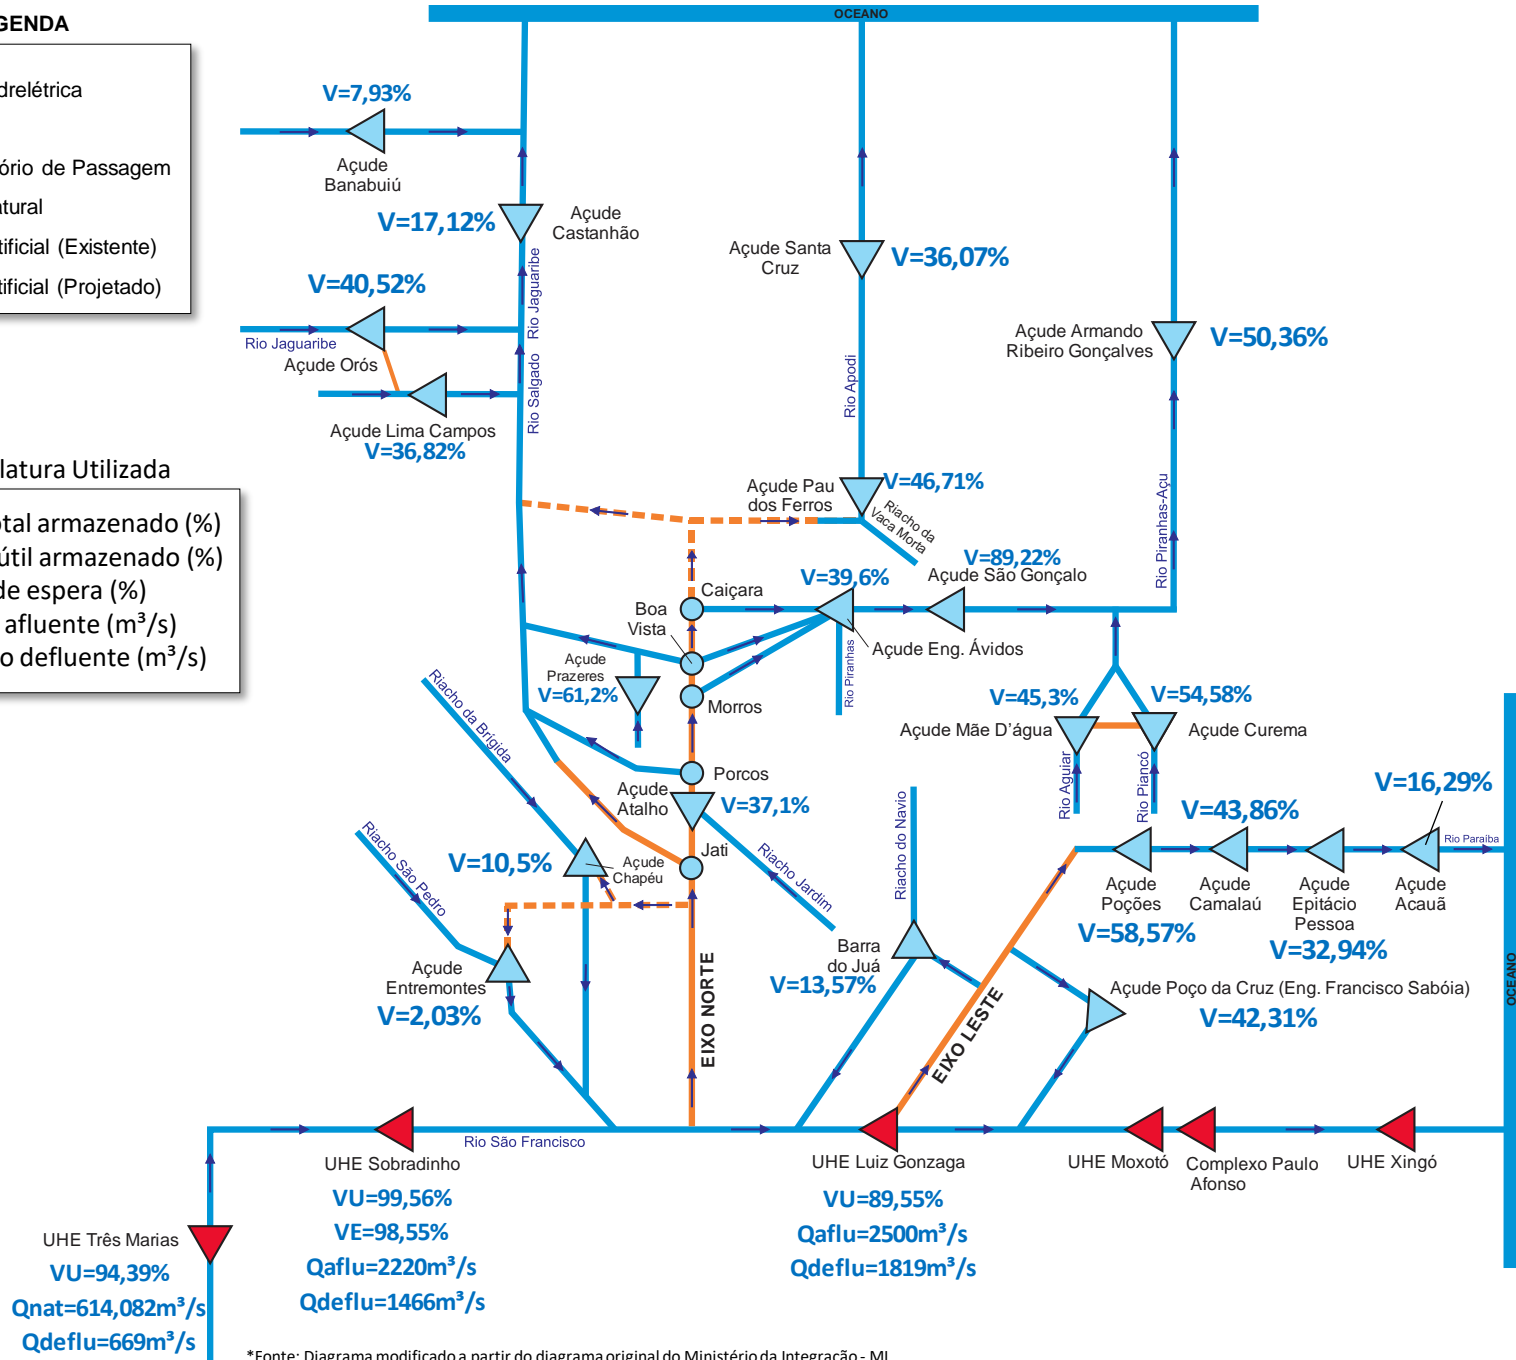 OCEANO
GENDA
drelétrica
ório de Passagem
atural
tificial (Existente)
tificial (Projetado)
V=7,93%
Açude
Banabuiú
V=17,12%
Açude
Castanhão
V=40,52%
Rio Jaguaribe
Açude Orós
Rio Jaguaribe
Rio Salgado
Açude Lima Campos
V=36,82%
Açude Santa
Cruz
V=36,07%
Rio Apodi
Açude Armando
Ribeiro Gonçalves
V=50,36%
Rio Piranhas-Açu
latura Utilizada
otal armazenado (%)
útil armazenado (%)
de espera (%)
afluente (m³/s)
o defluente (m³/s)
Açude Pau
dos Ferros
V=46,71%
Riacho da
Vaca Morta
V=89,22%
Açude São Gonçalo
V=39,6%
Caiçara
Boa
Vista
Açude Eng. Ávidos
Rio Piranhas
Açude
Prazeres
V=61,2%
Morros
Riacho da Brígida
V=45,3%
V=54,58%
Açude Mãe D'água
Açude Curema
Rio Aguiar
Rio Piancó
Porcos
Açude
Atalho
V=37,1%
Riacho do Navio
V=16,29%
V=43,86%
Rio Paraíba
Riacho São Pedro
V=10,5%
Açude
Chapéu
Jati
Riacho Jardim
Açude
Poções
V=58,57%
Açude
Camalaú
Açude
Epitácio
Pessoa
V=32,94%
Açude
Acauã
Açude
Entremontes
V=2,03%
EIXO NORTE
Barra
do Juá
V=13,57%
EIXO LESTE
Açude Poço da Cruz (Eng. Francisco Sabóia)
V=42,31%
OCEANO
Rio São Francisco
UHE Sobradinho
VU=99,56%
VE=98,55%
Qaflu=2220m³/s
Qdeflu=1466m³/s
UHE Luiz Gonzaga
VU=89,55%
Qaflu=2500m³/s
Qdeflu=1819m³/s
UHE Moxotó
Complexo Paulo
Afonso
UHE Xingó
UHE Três Marias
VU=94,39%
Qnat=614,082m³/s
Qdeflu=669m³/s
*Fonte: Diagrama modificado a partir do diagrama original do Ministério da Integração - MI